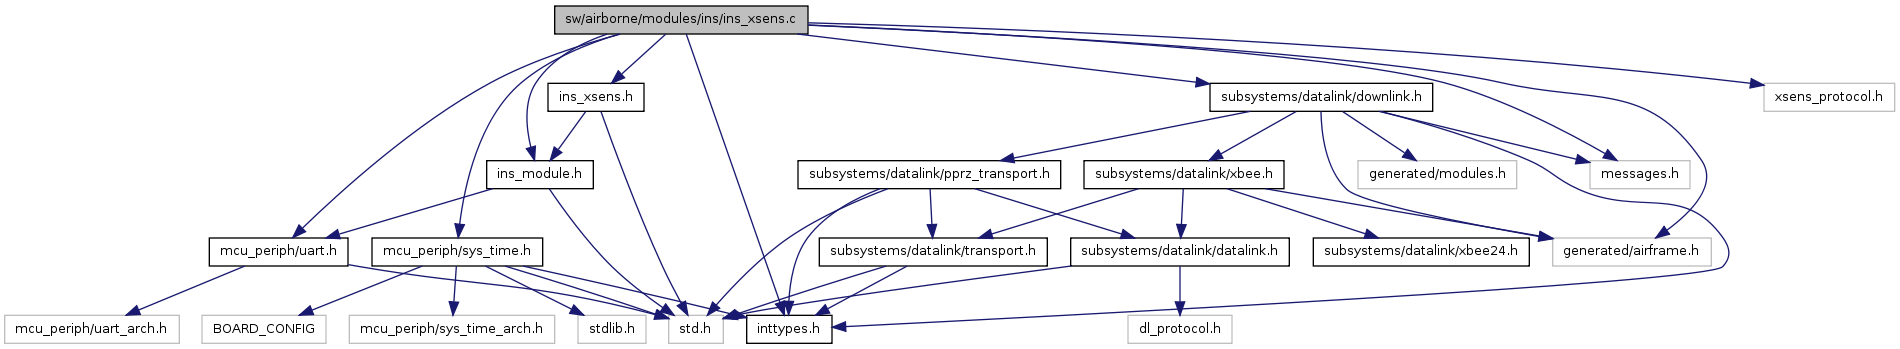 sw/airborne/modules/ins/ins_xsens.c
ins_xsens.h
subsystems/datalink/downlink.h
xsens_protocol.h
ins_module.h
subsystems/datalink/pprz_transport.h
subsystems/datalink/xbee.h
generated/modules.h
messages.h
mcu_periph/uart.h
mcu_periph/sys_time.h
subsystems/datalink/transport.h
subsystems/datalink/datalink.h
subsystems/datalink/xbee24.h
generated/airframe.h
mcu_periph/uart_arch.h
BOARD_CONFIG
mcu_periph/sys_time_arch.h
stdlib.h
std.h
inttypes.h
dl_protocol.h